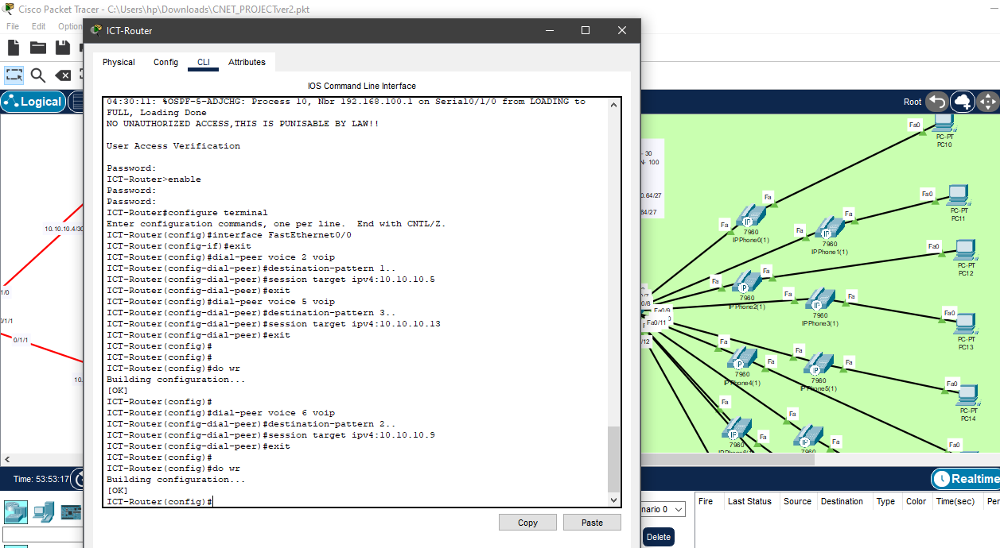 Cisco Packet Tracer - C:\Users\hp\Downloads\CNET_PROJECTver2.pkt
File Edit Option
ICT-Router
Physical Config CLI Attributes
IOS Command Line Interface
04:30:11: %OSPF-5-ADJCHG: Process 10, Nbr 192.168.100.1 on Serial0/1/0 from LOADING to
FULL, Loading Done
NO UNAUTHORIZED ACCESS,THIS IS PUNISABLE BY LAW!!
User Access Verification
Password:
ICT-Router>enable
Password:
Password:
ICT-Router#configure terminal
Enter configuration commands, one per line.  End with CNTL/Z.
ICT-Router(config)#interface FastEthernet0/0
ICT-Router(config-if)#exit
ICT-Router(config)#dial-peer voice 2 voip
ICT-Router(config-dial-peer)#destination-pattern 1..
ICT-Router(config-dial-peer)#session target ipv4:10.10.10.5
ICT-Router(config-dial-peer)#exit
ICT-Router(config)#dial-peer voice 5 voip
ICT-Router(config-dial-peer)#destination-pattern 3..
ICT-Router(config-dial-peer)#session target ipv4:10.10.10.13
ICT-Router(config-dial-peer)#exit
ICT-Router(config)#
ICT-Router(config)#
ICT-Router(config)#do wr
Building configuration...
[OK]
ICT-Router(config)#
ICT-Router(config)#dial-peer voice 6 voip
ICT-Router(config-dial-peer)#destination-pattern 2..
ICT-Router(config-dial-peer)#session target ipv4:10.10.10.9
ICT-Router(config-dial-peer)#exit
ICT-Router(config)#
ICT-Router(config)#do wr
Building configuration...
[OK]
ICT-Router(config)#
Copy Paste
Logical
Root
10.10.10.4/30
1/0
0/1/1
0/1/1
10.
- 30
N- 100
0.64/27
64/27
Fa0
PC-PT
PC10
Fa
Fa0
PC-PT
PC11
Fa
7960
IPPhone0(1)
Fa
Fa
7960
IPPhone1(1)
Fa0
PC-PT
PC12
Fa
Fa
7960
IPPhone2(1)
Fa
Fa
7960
IPPhone3(1)
Fa0
PC-PT
PC13
0/8
Fa0/9
Fa0/11
/12
Fa
Fa
7960
IPPhone4(1)
Fa
Fa
7960
IPPhone5(1)
Fa0
PC-PT
PC14
Fa
Fa
7960
Fa
Fa
7960
Fa0
Time: 53:53:17
Realtime
nario 0
Delete
Fire Last Status Source Destination Type Color Time(sec) Per